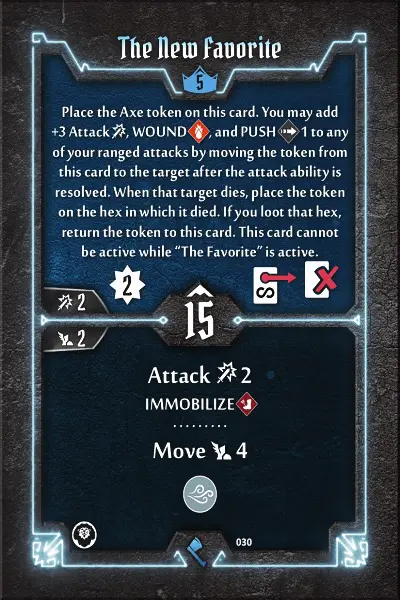 The New Favorite
5
Place the Axe token on this card. You may add
+3 Attack, WOUND, and PUSH 1 to any
of your ranged attacks by moving the token from
this card to the target after the attack ability is
resolved. When that target dies, place the token
on the hex in which it died. If you loot that hex,
return the token to this card. This card cannot
be active while “The Favorite” is active.
2
S
2
15
2
Attack 2
IMMOBILIZE
Move 4
030